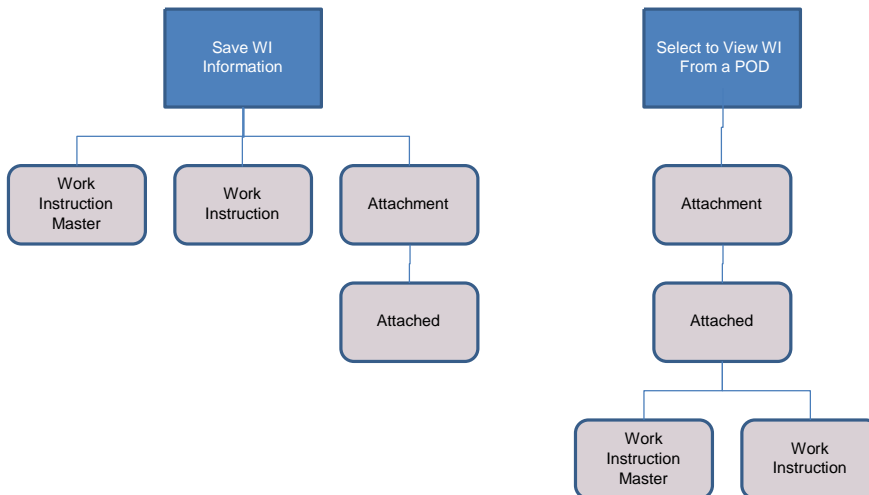 Save WI
Information
Select to View WI
From a POD
Work
Instruction
Master
Work
Instruction
Attachment
Attachment
Attached
Attached
Work
Instruction
Master
Work
Instruction